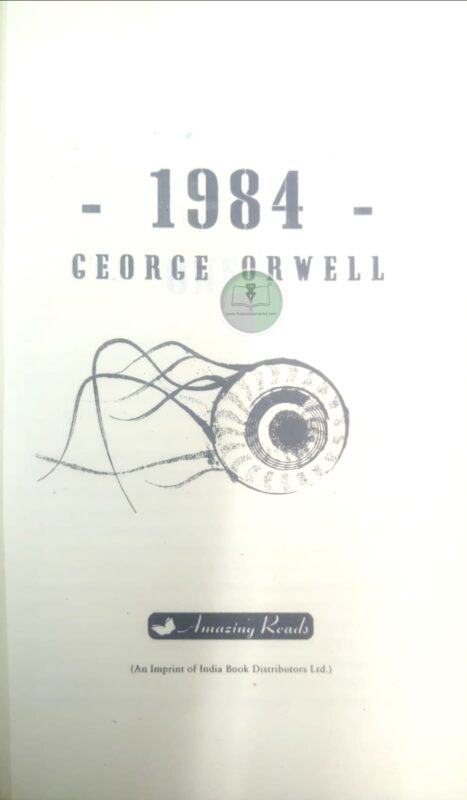 - 1984 -
GEORGE ORWELL
Amazing Reads
(An Imprint of India Book Distributors Ltd.)